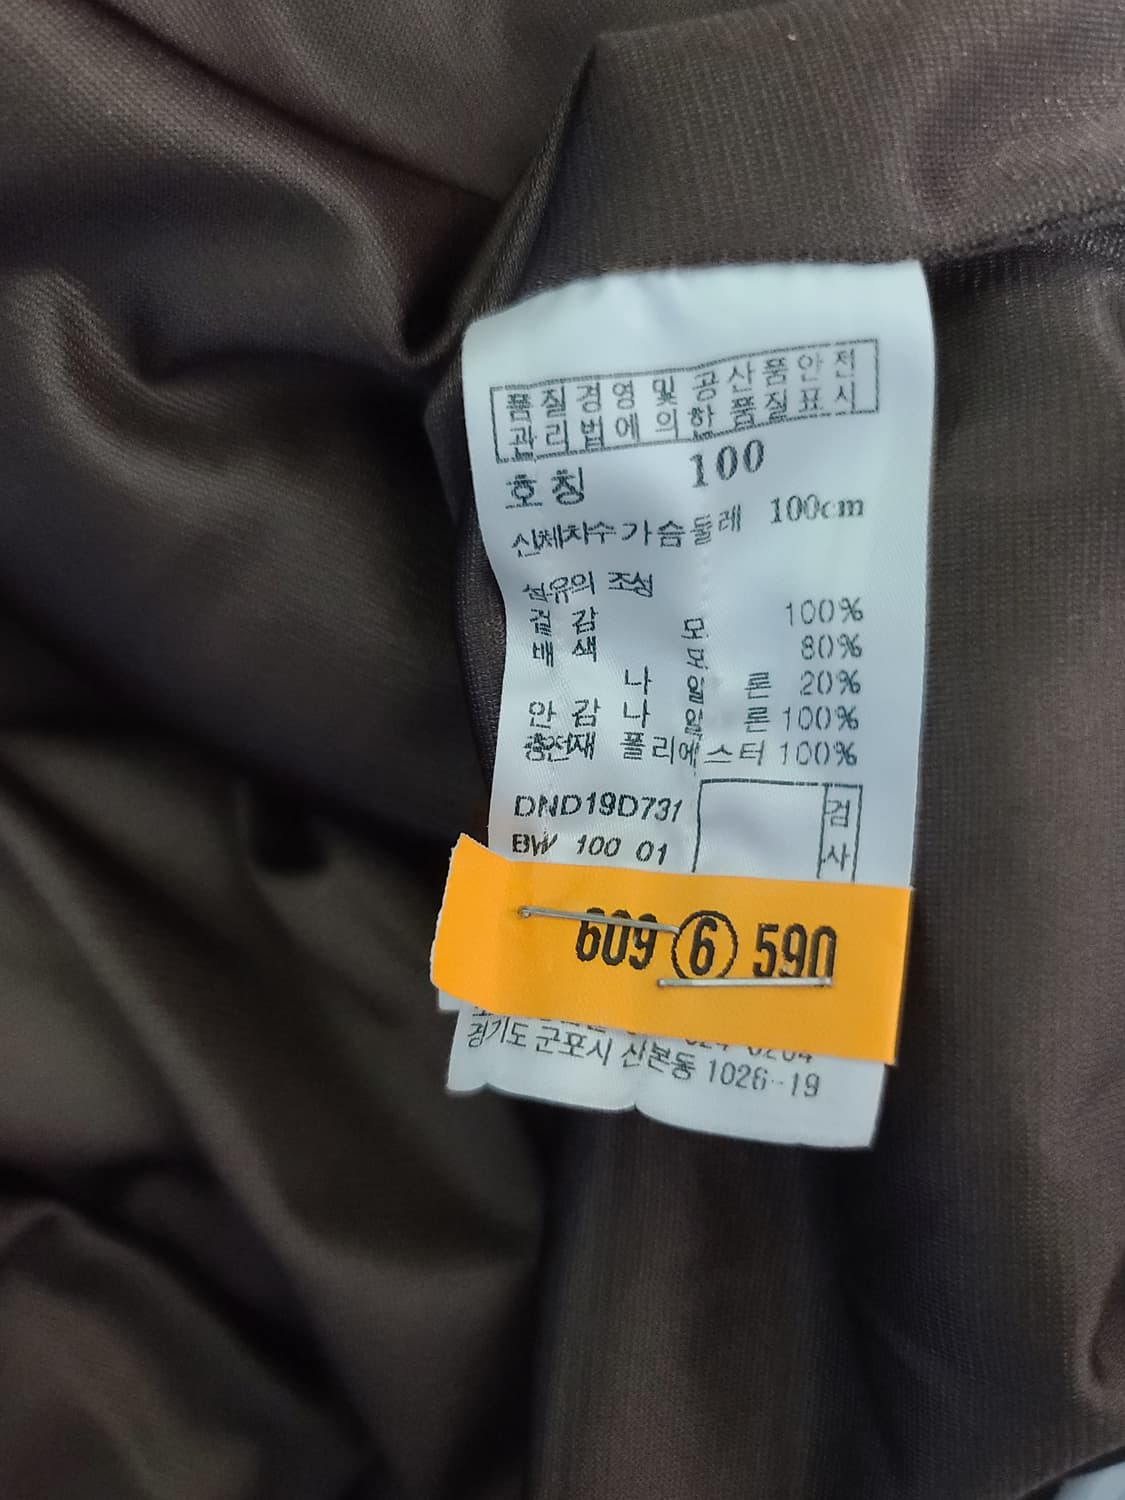 품질경영 및 공산품안전
관리법에 의한 품질표시
호칭 100
신체치수 가슴둘레 100cm
섬유의 조성
겉감 모 100%
배색 모 80%
나일론 20%
안감 나일론 100%
충전재 폴리에스터 100%
DND19D731
BW 100 01
검사
609 6 590
경기도 군포시 산본동 1026-19